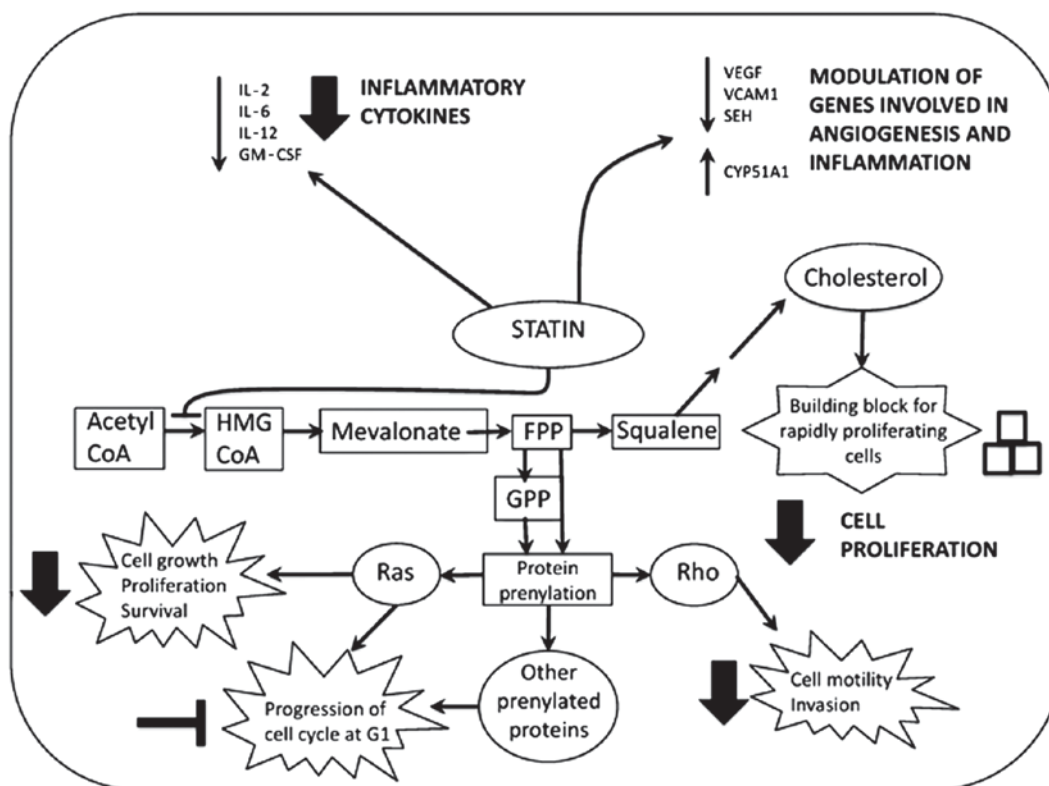 IL-2
IL-6
IL-12
GM-CSF
INFLAMMATORY
CYTOKINES
VEGF
VCAM1
SEH
CYP51A1
MODULATION OF
GENES INVOLVED IN
ANGIOGENESIS AND
INFLAMMATION
STATIN
Cholesterol
Acetyl
CoA
HMG
CoA
Mevalonate
FPP
Squalene
Building block for
rapidly proliferating
cells
GPP
CELL
PROLIFERATION
Cell growth
Proliferation
Survival
Ras
Protein
prenylation
Rho
Progression of
cell cycle at G1
Other
prenylated
proteins
Cell motility
Invasion